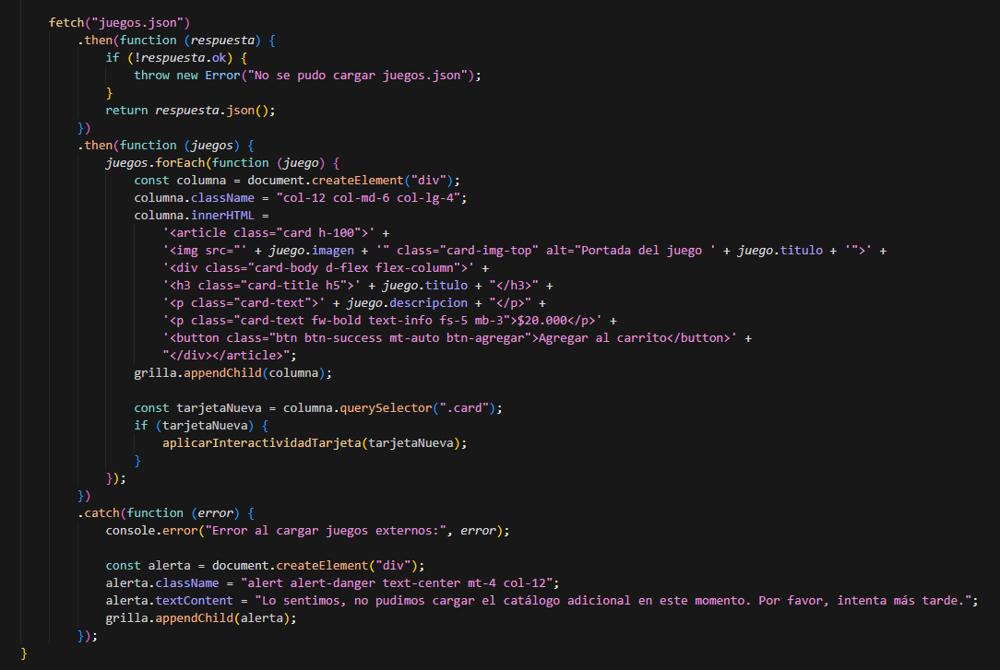 fetch("juegos.json")
.then(function (respuesta) {
if (!respuesta.ok) {
throw new Error("No se pudo cargar juegos.json");
}
return respuesta.json();
})
.then(function (juegos) {
juegos.forEach(function (juego) {
const columna = document.createElement("div");
columna.className = "col-12 col-md-6 col-lg-4";
columna.innerHTML =
'<article class="card h-100">' +
'<img src="' + juego.imagen + '" class="card-img-top" alt="Portada del juego ' + juego.titulo + '">' +
'<div class="card-body d-flex flex-column">' +
'<h3 class="card-title h5">' + juego.titulo + "</h3>" +
'<p class="card-text">' + juego.descripcion + "</p>" +
'<p class="card-text fw-bold text-info fs-5 mb-3">$20.000</p>' +
'<button class="btn btn-success mt-auto btn-agregar">Agregar al carrito</button>' +
"</div></article>";
grilla.appendChild(columna);
const tarjetaNueva = columna.querySelector(".card");
if (tarjetaNueva) {
aplicarInteractividadTarjeta(tarjetaNueva);
}
});
})
.catch(function (error) {
console.error("Error al cargar juegos externos:", error);
const alerta = document.createElement("div");
alerta.className = "alert alert-danger text-center mt-4 col-12";
alerta.textContent = "Lo sentimos, no pudimos cargar el catálogo adicional en este momento. Por favor, intenta más tarde.";
grilla.appendChild(alerta);
});
}